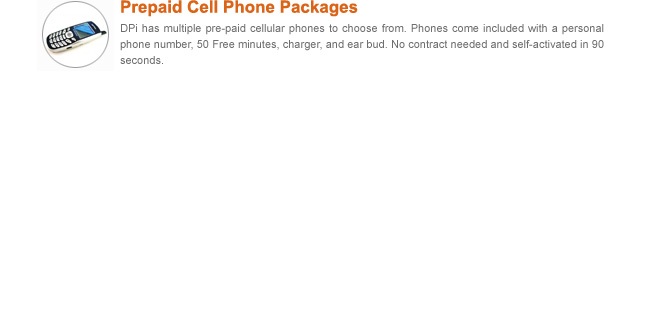 Prepaid Cell Phone Packages
DPi has multiple pre-paid cellular phones to choose from. Phones come included with a personal
phone number, 50 Free minutes, charger, and ear bud. No contract needed and self-activated in 90
seconds.